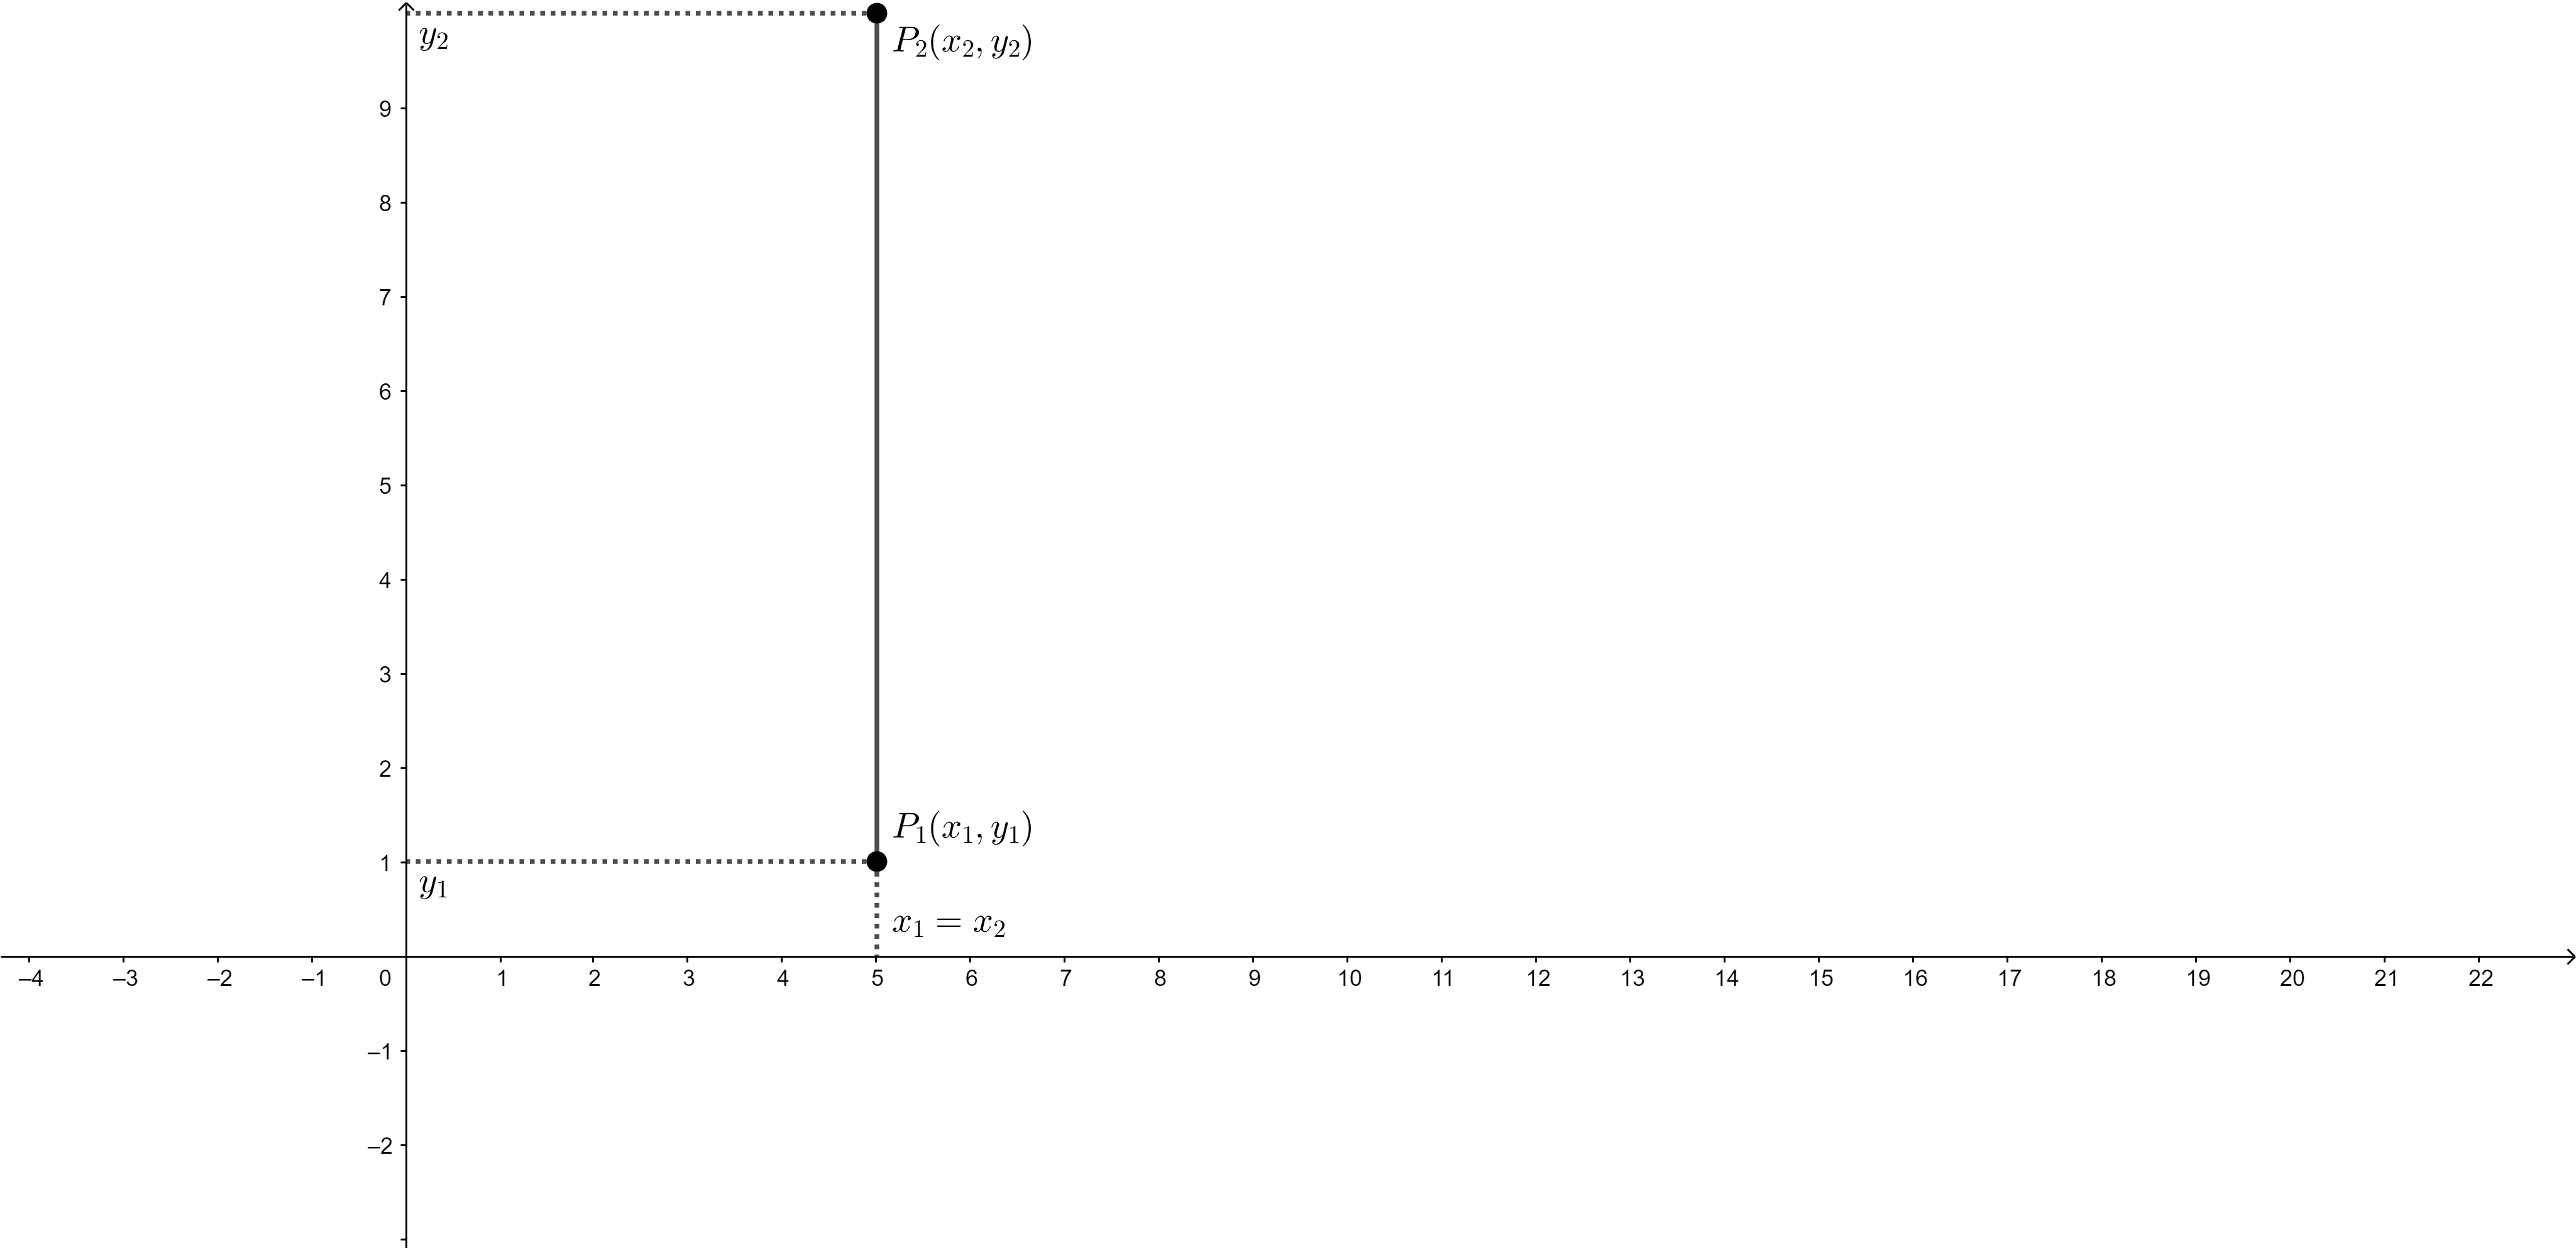 y₂
P₂(x₂, y₂)
9
8
7
6
5
4
3
2
P₁(x₁, y₁)
1
y₁
x₁ = x₂
–4 –3 –2 –1 0 1 2 3 4 5 6 7 8 9 10 11 12 13 14 15 16 17 18 19 20 21 22
–1
–2